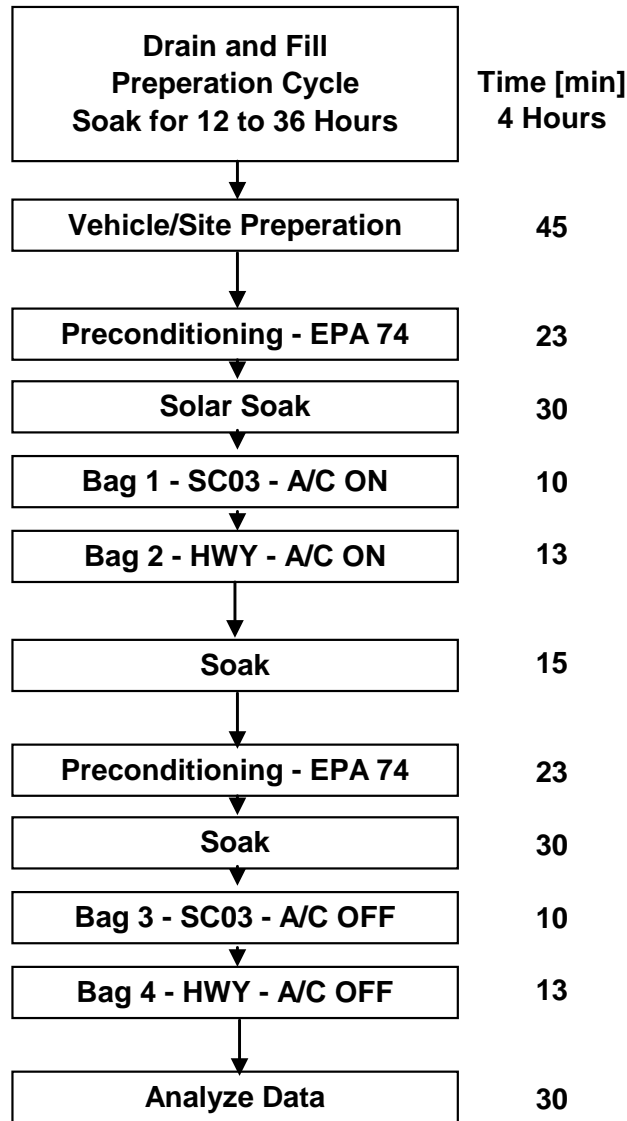 Drain and Fill
Preperation Cycle
Soak for 12 to 36 Hours
Time [min]
4 Hours
Vehicle/Site Preperation 45
Preconditioning - EPA 74 23
Solar Soak 30
Bag 1 - SC03 - A/C ON 10
Bag 2 - HWY - A/C ON 13
Soak 15
Preconditioning - EPA 74 23
Soak 30
Bag 3 - SC03 - A/C OFF 10
Bag 4 - HWY - A/C OFF 13
Analyze Data 30